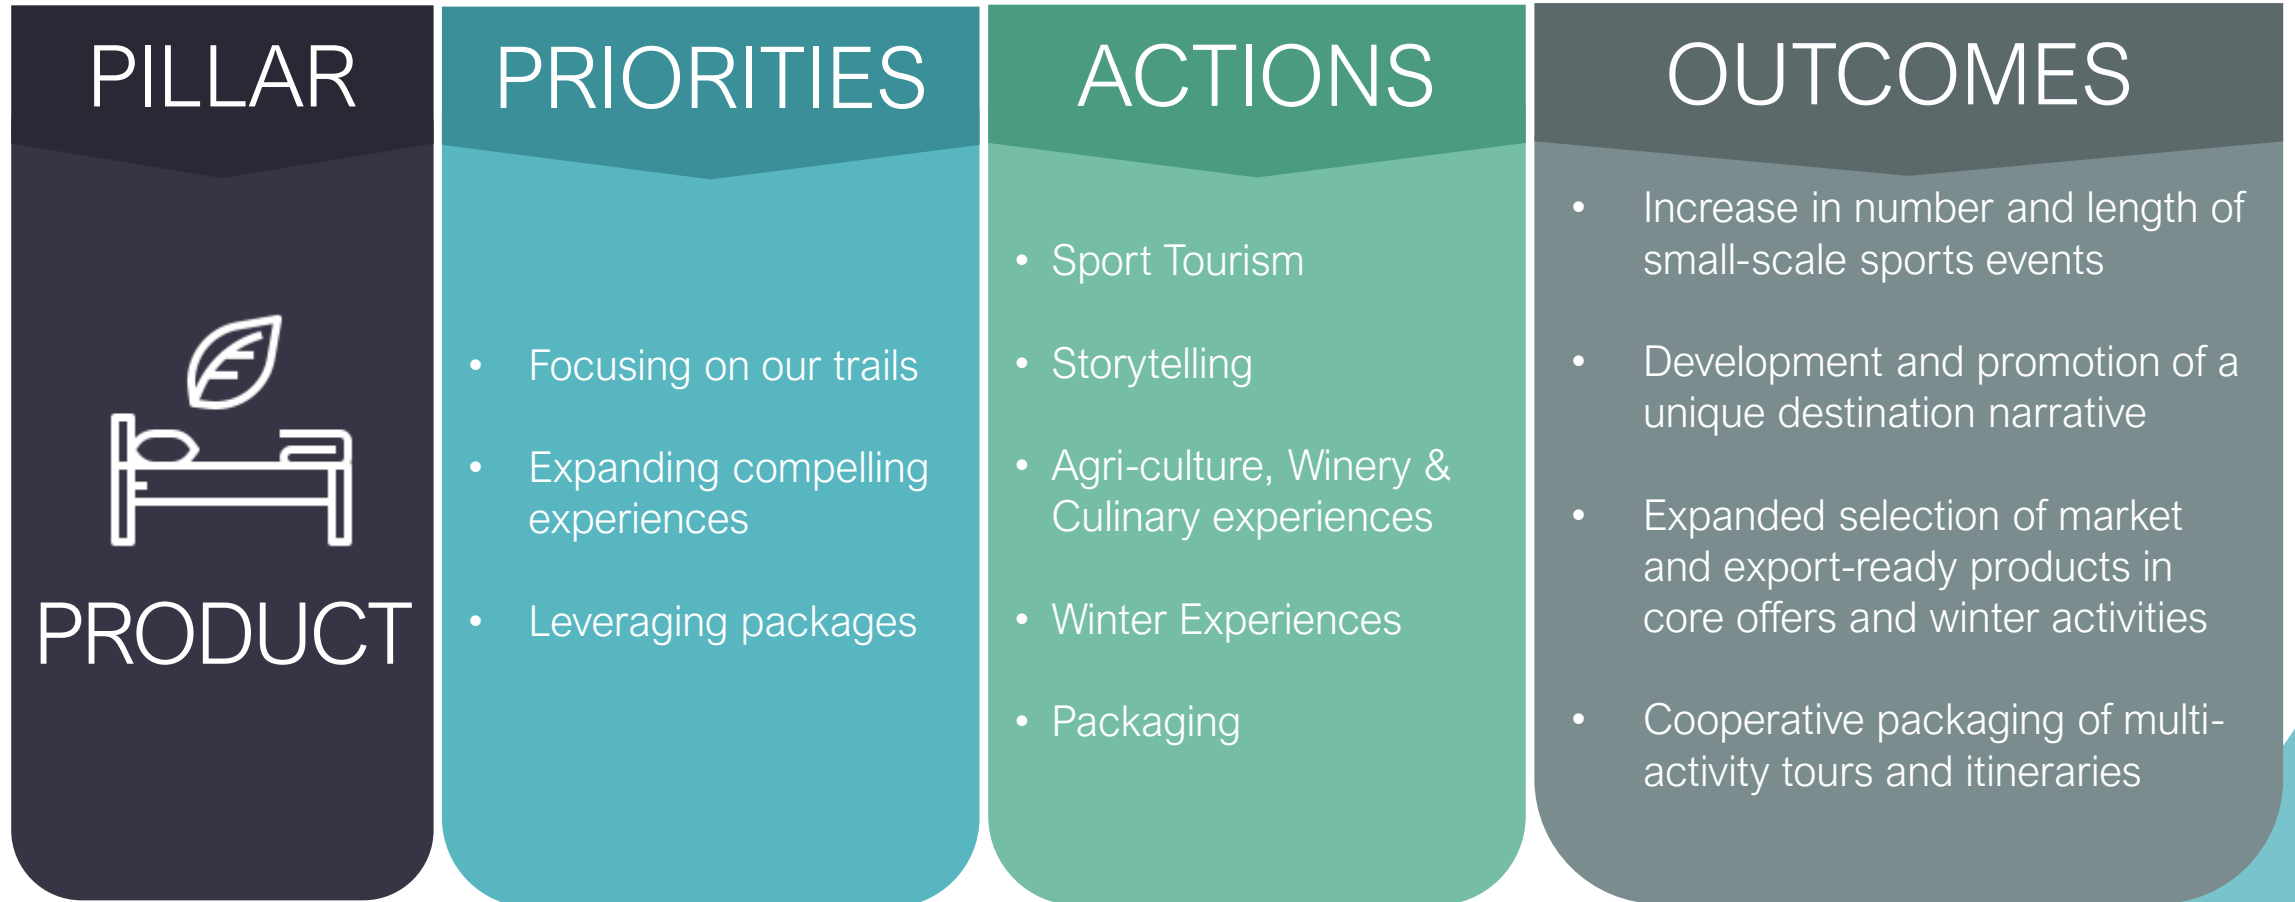 PILLAR
PRODUCT
PRIORITIES
• Focusing on our trails
• Expanding compelling
experiences
• Leveraging packages
ACTIONS
• Sport Tourism
• Storytelling
• Agri-culture, Winery &
Culinary experiences
• Winter Experiences
• Packaging
OUTCOMES
• Increase in number and length of
small-scale sports events
• Development and promotion of a
unique destination narrative
• Expanded selection of market
and export-ready products in
core offers and winter activities
• Cooperative packaging of multi-
activity tours and itineraries